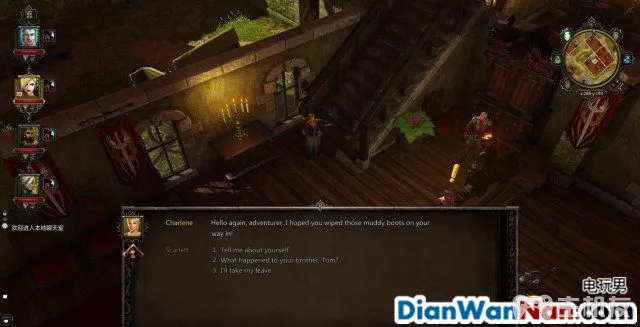 x:266 y:193
欢迎进入本地聊天室
Charlene
Hello again, adventurer. I hoped you wiped those muddy boots on your
way in!
Scarlett
1. Tell me about yourself.
2. What happened to your brother, Tom?
3. I'll take my leave.
电玩男
DianWanNan.com